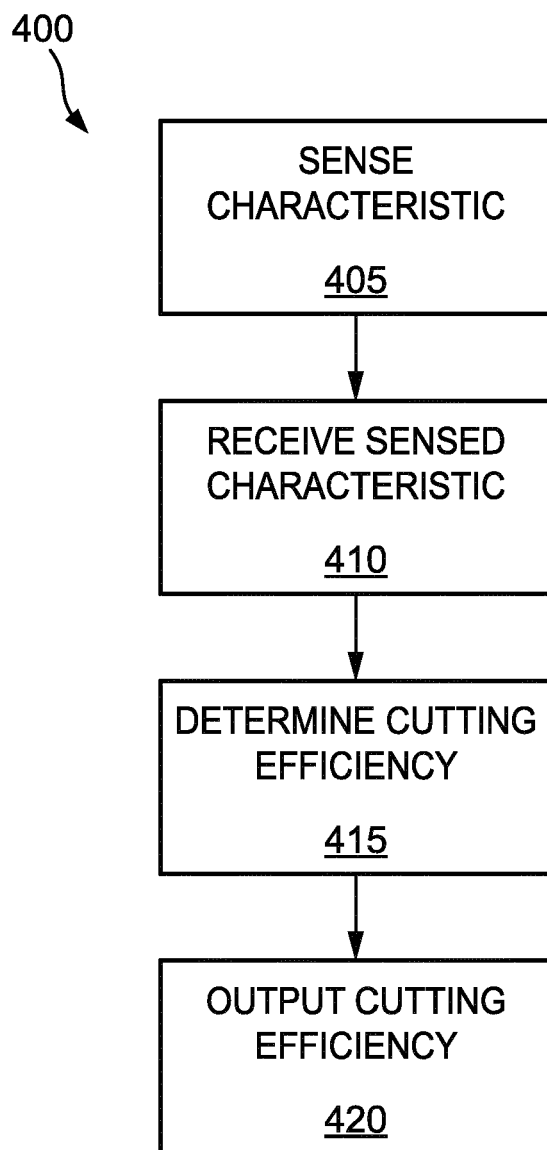 400
SENSE
CHARACTERISTIC
405
RECEIVE SENSED
CHARACTERISTIC
410
DETERMINE CUTTING
EFFICIENCY
415
OUTPUT CUTTING
EFFICIENCY
420